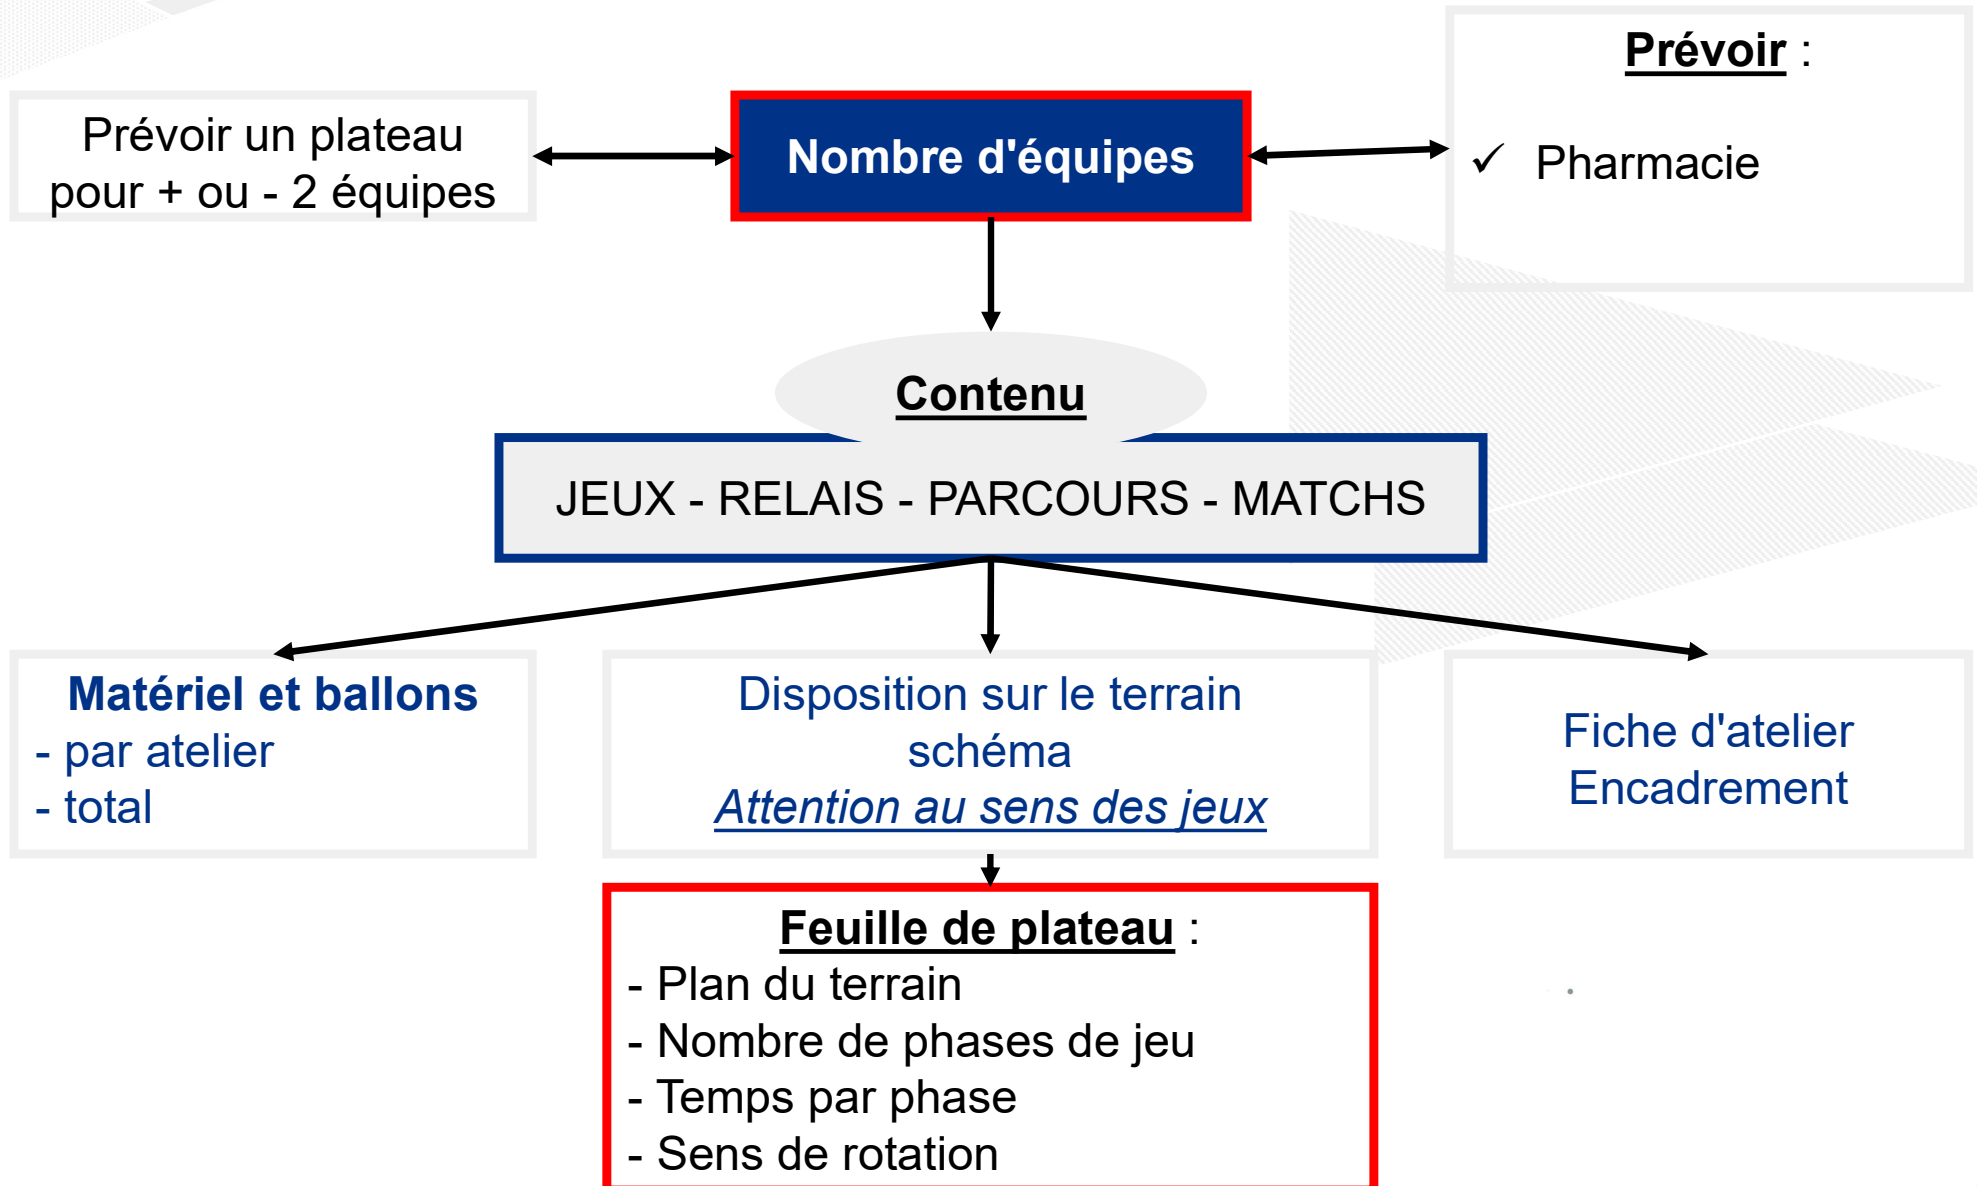 Prévoir un plateau
pour + ou - 2 équipes
Nombre d'équipes
Prévoir :
✓ Pharmacie
Contenu
JEUX - RELAIS - PARCOURS - MATCHS
Matériel et ballons
- par atelier
- total
Disposition sur le terrain
schéma
Attention au sens des jeux
Fiche d'atelier
Encadrement
Feuille de plateau :
- Plan du terrain
- Nombre de phases de jeu
- Temps par phase
- Sens de rotation